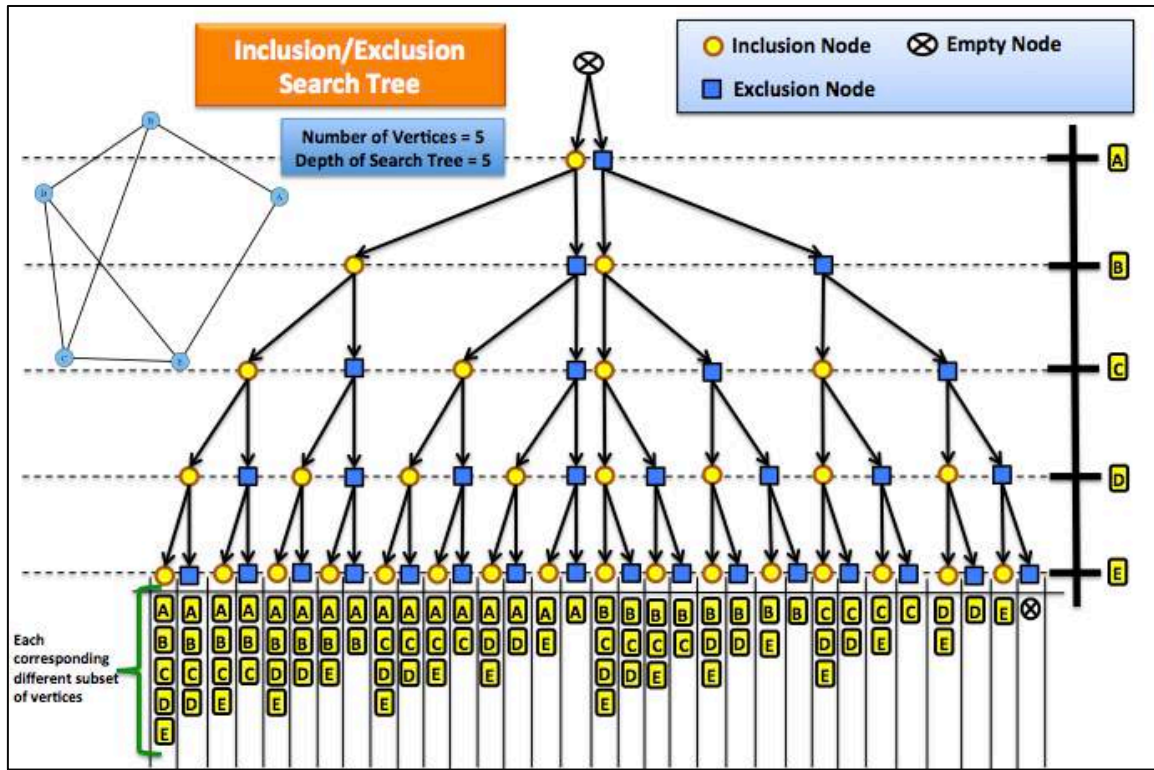 Inclusion/Exclusion
Search Tree
Inclusion Node
Empty Node
Exclusion Node
Number of Vertices = 5
Depth of Search Tree = 5
B
A
D
C
E
A
B
C
D
E
Each
corresponding
different subset
of vertices
A A A A A A A A A A A A A A A A B B B B B B B B C C C C D D E
B B B B B B B B C C C C D D E C C C C D D E D D E E
C C C C D D E D D E E D D E E E
D D E E E E
E